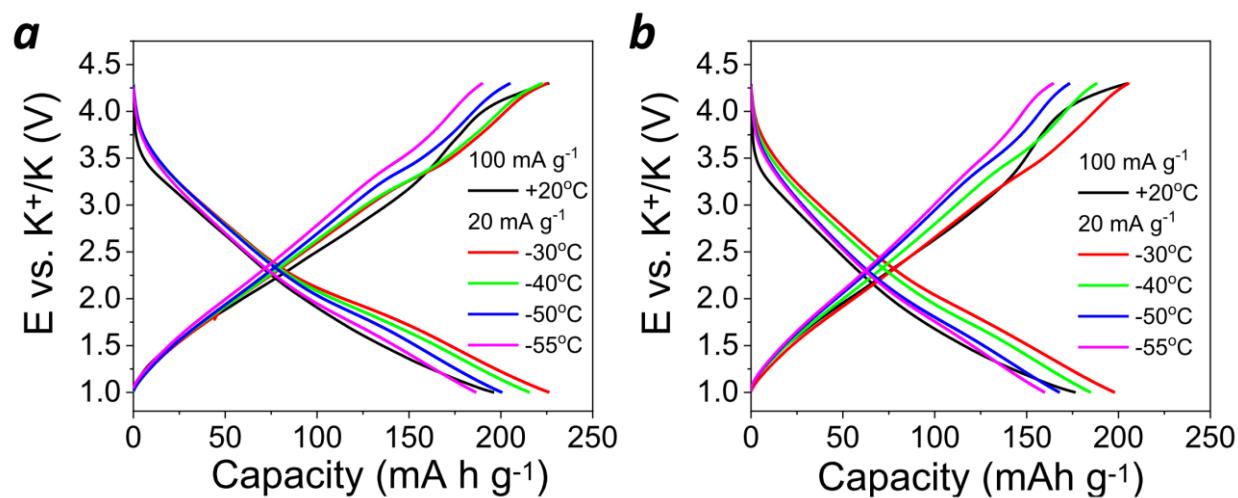 a
E vs. K⁺/K (V)
4.5
4.0
3.5
3.0
2.5
2.0
1.5
1.0
100 mA g⁻¹
+20°C
20 mA g⁻¹
-30°C
-40°C
-50°C
-55°C
0 50 100 150 200 250
Capacity (mA h g⁻¹)
b
E vs. K⁺/K (V)
4.5
4.0
3.5
3.0
2.5
2.0
1.5
1.0
100 mA g⁻¹
+20°C
20 mA g⁻¹
-30°C
-40°C
-50°C
-55°C
0 50 100 150 200 250
Capacity (mAh g⁻¹)